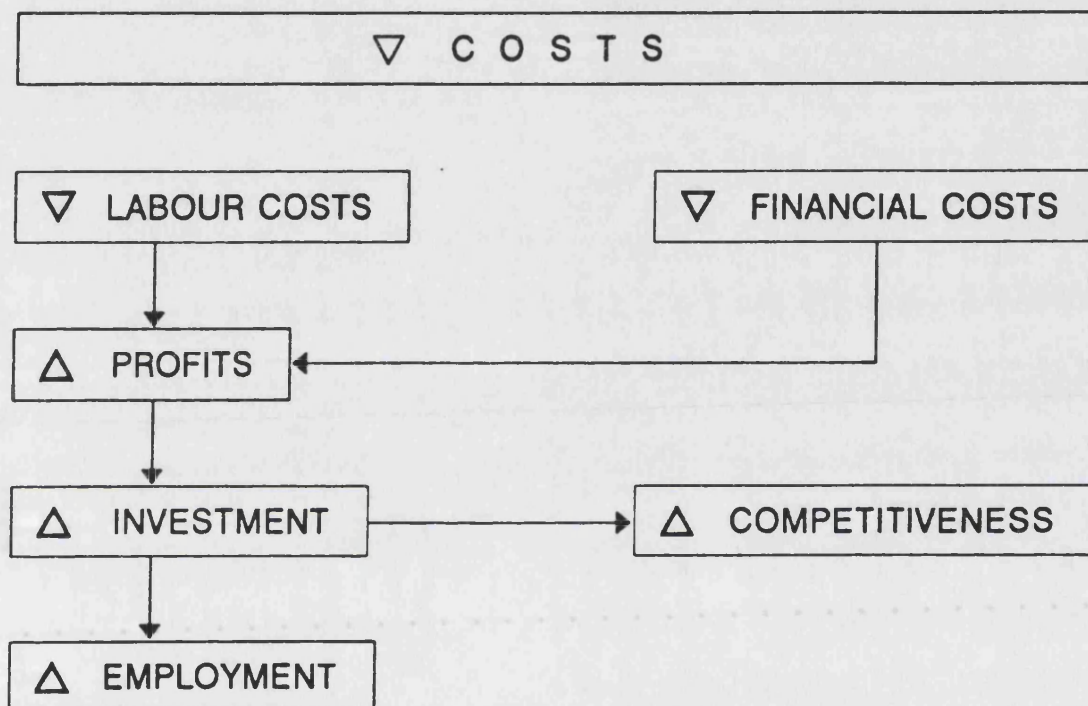 ▽ C O S T S
▽ LABOUR COSTS
▽ FINANCIAL COSTS
△ PROFITS
△ INVESTMENT
△ COMPETITIVENESS
△ EMPLOYMENT